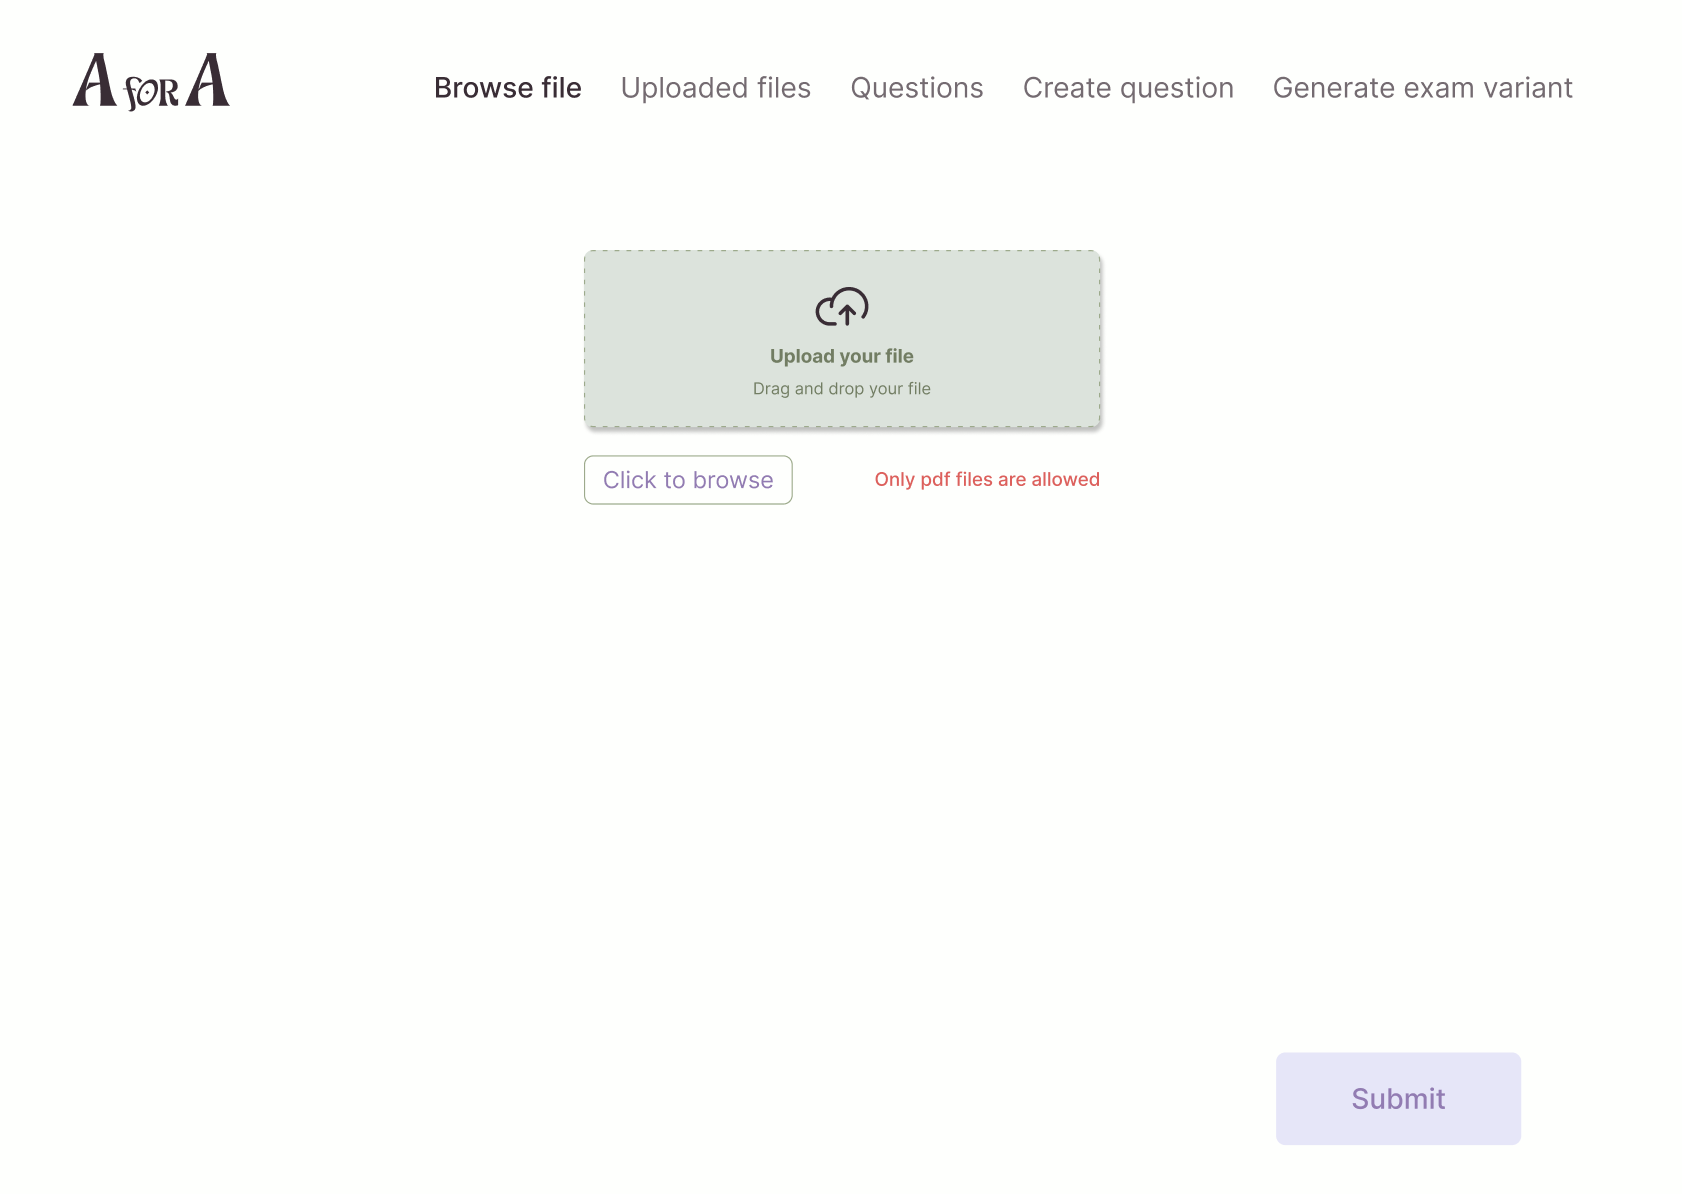 A for A
Browse file Uploaded files Questions Create question Generate exam variant
Upload your file
Drag and drop your file
Click to browse Only pdf files are allowed
Submit